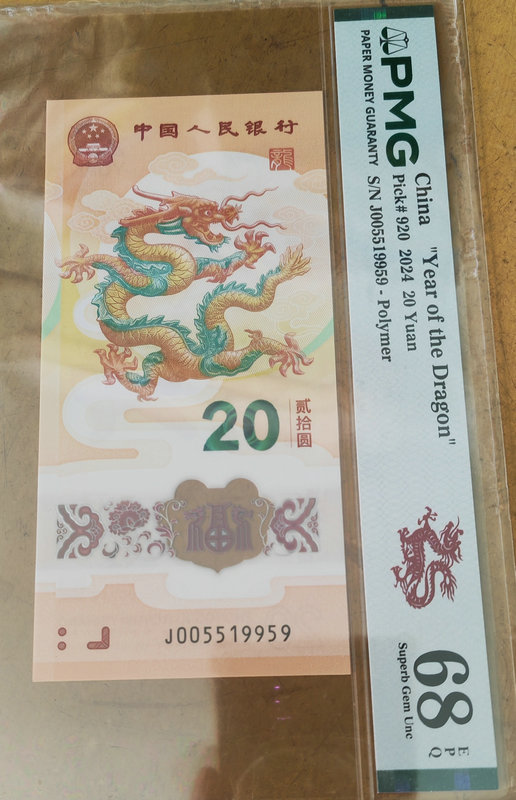 中国人民银行
龍
20
贰拾圆
J005519959
PMG
PAPER MONEY GUARANTY
China "Year of the Dragon"
Pick# 920 2024 20 Yuan
S/N J005519959 - Polymer
68
EPQ
Superb Gem Unc